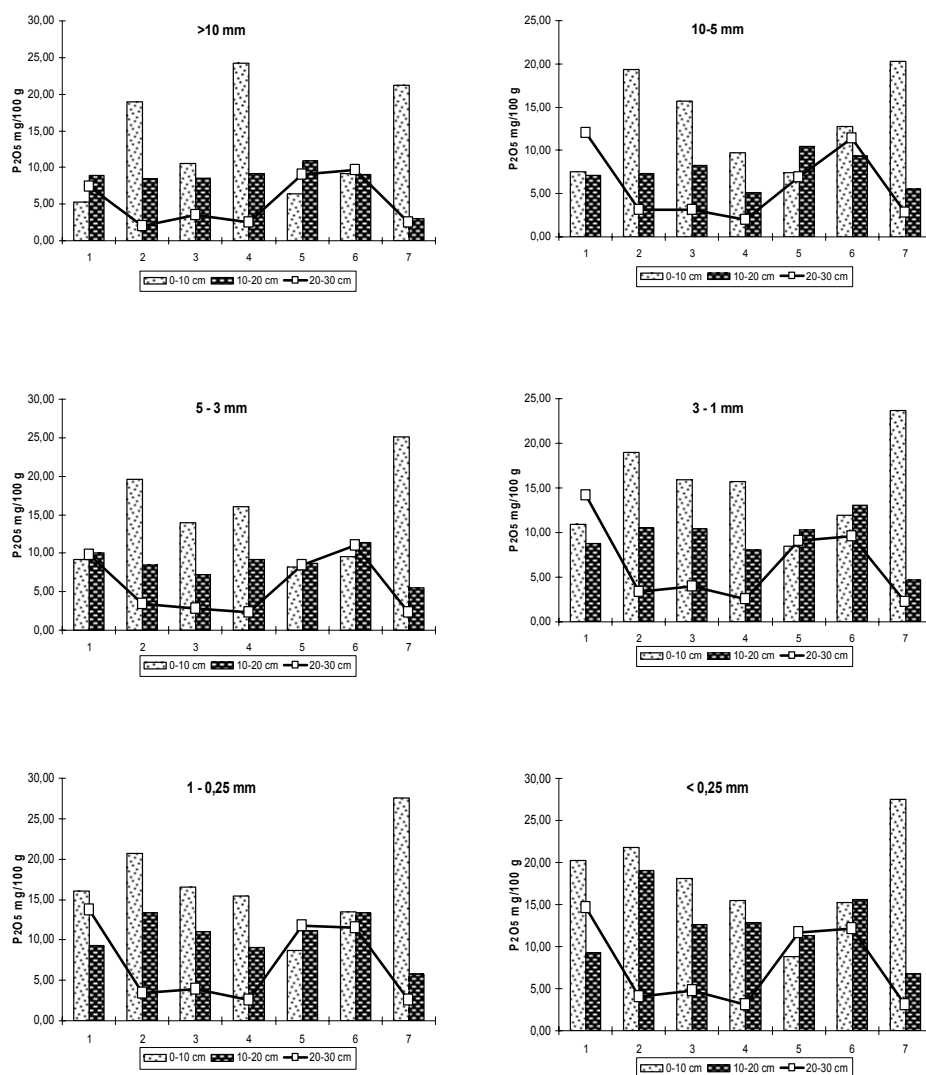 >10 mm
P2O5 mg/100 g
30,00
25,00
20,00
15,00
10,00
5,00
0,00
1 2 3 4 5 6 7
0-10 cm 10-20 cm 20-30 cm
10-5 mm
P2O5 mg/100 g
25,00
20,00
15,00
10,00
5,00
0,00
1 2 3 4 5 6 7
0-10 cm 10-20 cm 20-30 cm
5 - 3 mm
P2O5 mg/100 g
30,00
25,00
20,00
15,00
10,00
5,00
0,00
1 2 3 4 5 6 7
0-10 cm 10-20 cm 20-30 cm
3 - 1 mm
P2O5 mg/100 g
25,00
20,00
15,00
10,00
5,00
0,00
1 2 3 4 5 6 7
0-10 cm 10-20 cm 20-30 cm
1 - 0,25 mm
P2O5 mg/100 g
30,00
25,00
20,00
15,00
10,00
5,00
0,00
1 2 3 4 5 6 7
0-10 cm 10-20 cm 20-30 cm
< 0,25 mm
P2O5 mg/100 g
30,00
25,00
20,00
15,00
10,00
5,00
0,00
1 2 3 4 5 6 7
0-10 cm 10-20 cm 20-30 cm